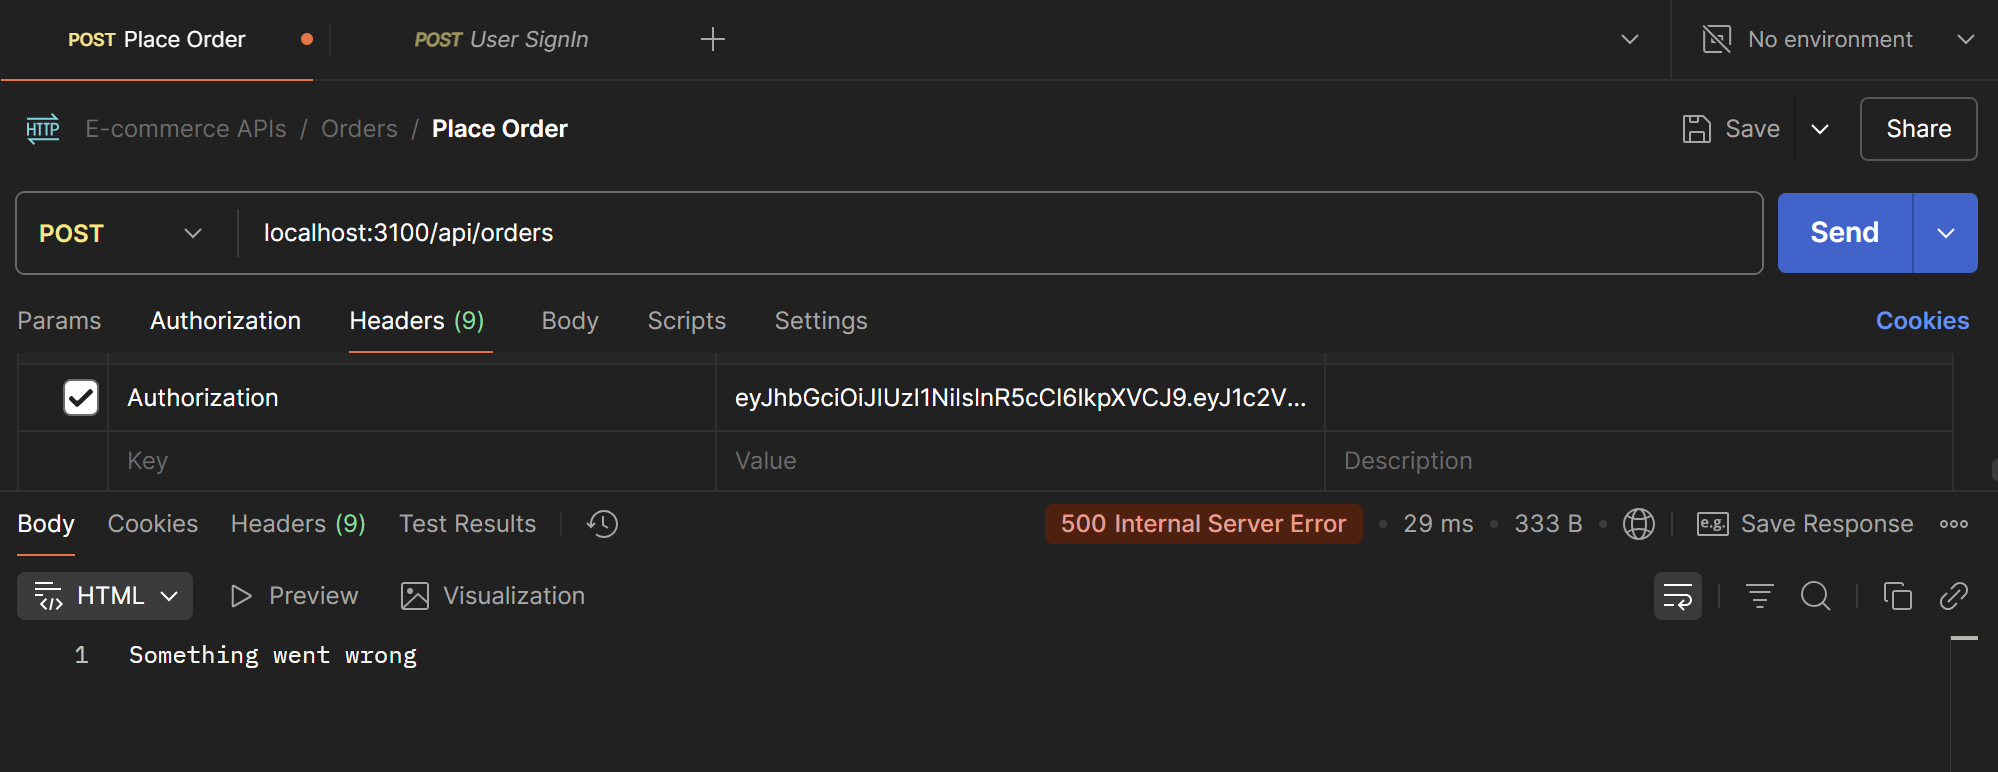 POST Place Order
POST User SignIn
No environment
HTTP E-commerce APIs / Orders / Place Order
Save
Share
POST
localhost:3100/api/orders
Send
Params Authorization Headers (9) Body Scripts Settings Cookies
Authorization eyJhbGciOiJIUzI1NiIsInR5cCI6IkpXVCJ9.eyJ1c2V...
Key Value Description
Body Cookies Headers (9) Test Results 500 Internal Server Error • 29 ms • 333 B • e.g. Save Response
HTML Preview Visualization
1 Something went wrong